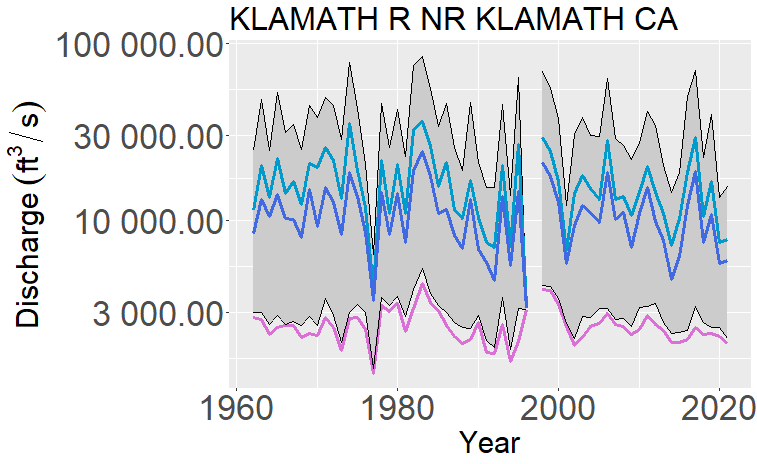 KLAMATH R NR KLAMATH CA
100 000.00
30 000.00
10 000.00
3 000.00
Discharge (ft³/s)
1960 1980 2000 2020
Year